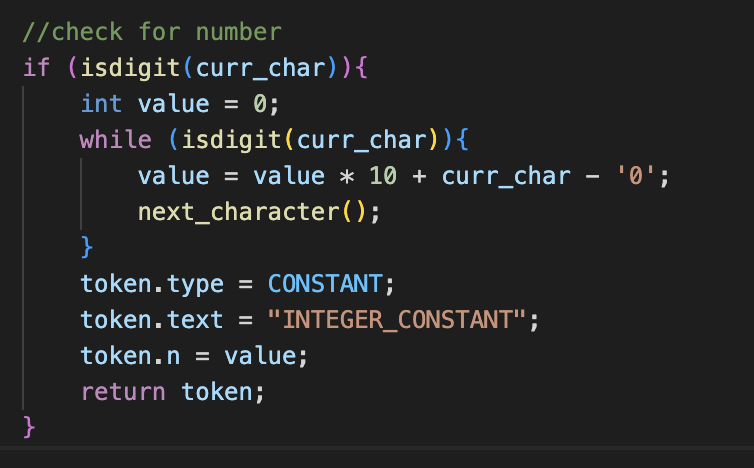 //check for number
if (isdigit(curr_char)){
    int value = 0;
    while (isdigit(curr_char)){
        value = value * 10 + curr_char - '0';
        next_character();
    }
    token.type = CONSTANT;
    token.text = "INTEGER_CONSTANT";
    token.n = value;
    return token;
}